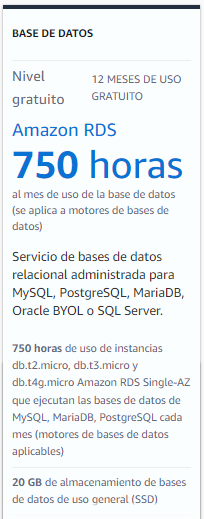 BASE DE DATOS
Nivel
gratuito
12 MESES DE USO
GRATUITO
Amazon RDS
750 horas
al mes de uso de la base de datos
(se aplica a motores de bases de
datos)
Servicio de bases de datos
relacional administrada para
MySQL, PostgreSQL, MariaDB,
Oracle BYOL o SQL Server.
750 horas de uso de instancias
db.t2.micro, db.t3.micro y
db.t4g.micro Amazon RDS Single-AZ
que ejecutan las bases de datos de
MySQL, MariaDB, PostgreSQL cada
mes (motores de bases de datos
aplicables)
20 GB de almacenamiento de bases
de datos de uso general (SSD)